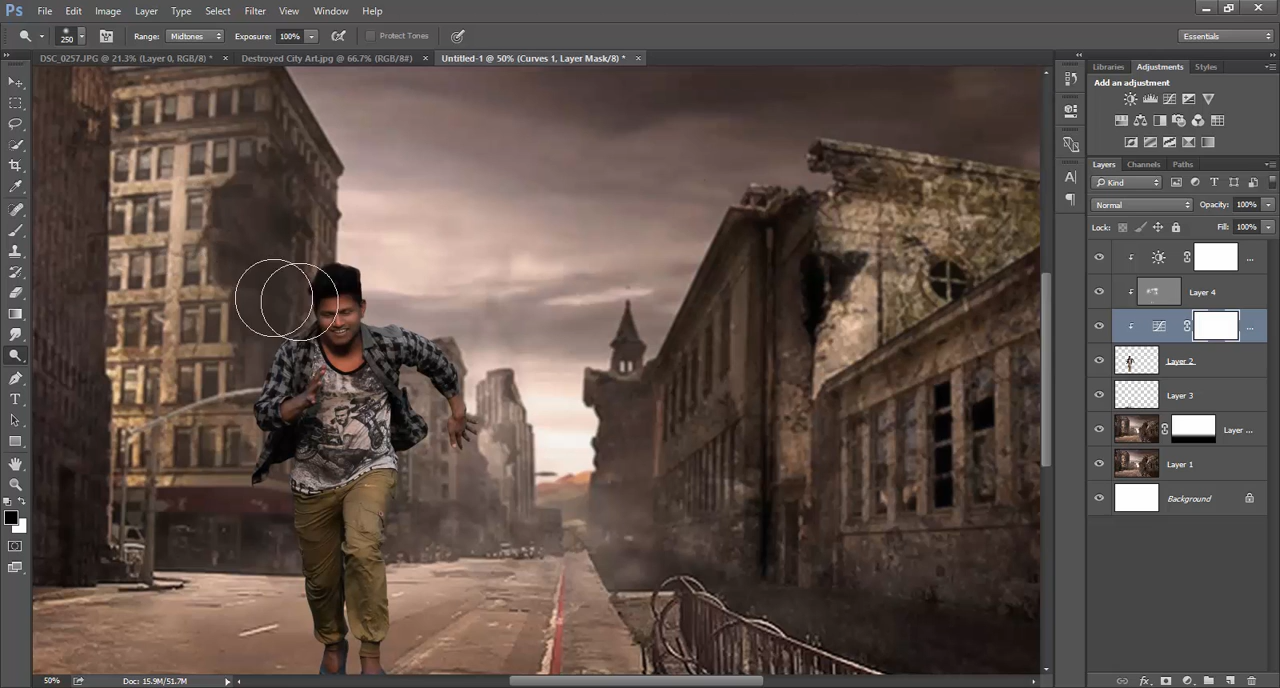 Ps File Edit Image Layer Type Select Filter View Window Help
250 Range: Midtones Exposure: 100% Protect Tones Essentials
DSC_0257.JPG @ 21.3% (Layer 0, RGB/8) * × Destroyed City Art.jpg @ 66.7% (RGB/8#) × Untitled-1 @ 50% (Curves 1, Layer Mask/8) * ×
Libraries Adjustments Styles
Add an adjustment
Layers Channels Paths
Kind
Normal Opacity: 100%
Lock: Fill: 100%
...
Layer 4
...
Layer 2
Layer 3
Layer ...
Layer 1
Background
50% Doc: 15.9M/51.7M